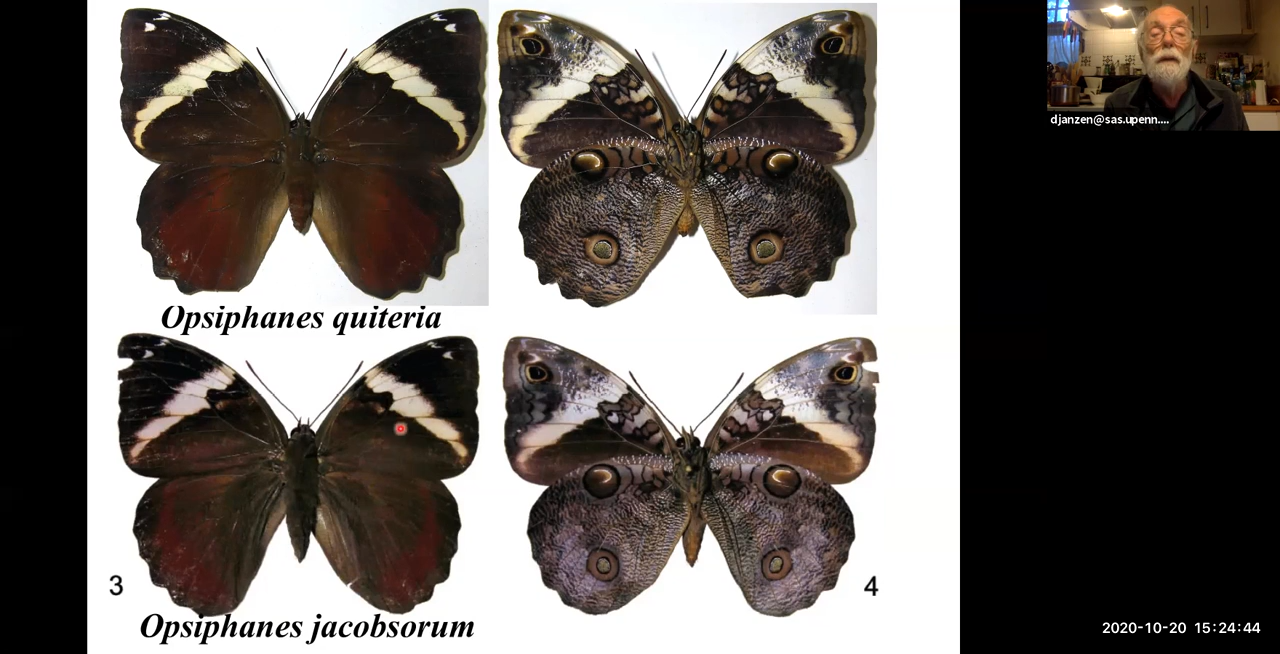 djanzen@sas.upenn....
Opsiphanes quiteria
3
4
Opsiphanes jacobsorum
2020-10-20 15:24:44